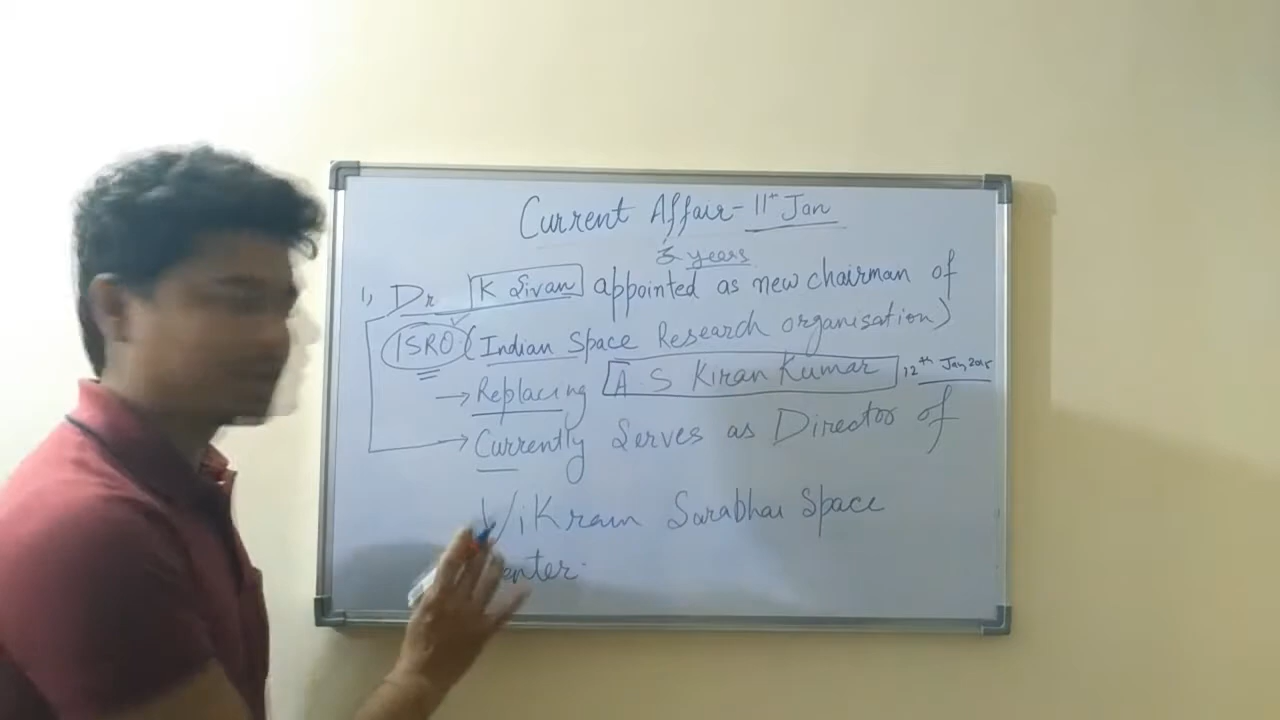 Current Affair - 11th Jan
3 years
1, Dr K Sivan appointed as new chairman of
ISRO (Indian Space Research organisation)
→ Replacing A S Kiran Kumar 12th Jan, 2015
→ Currently Serves as Director of
Vikram Sarabhai Space
enter.